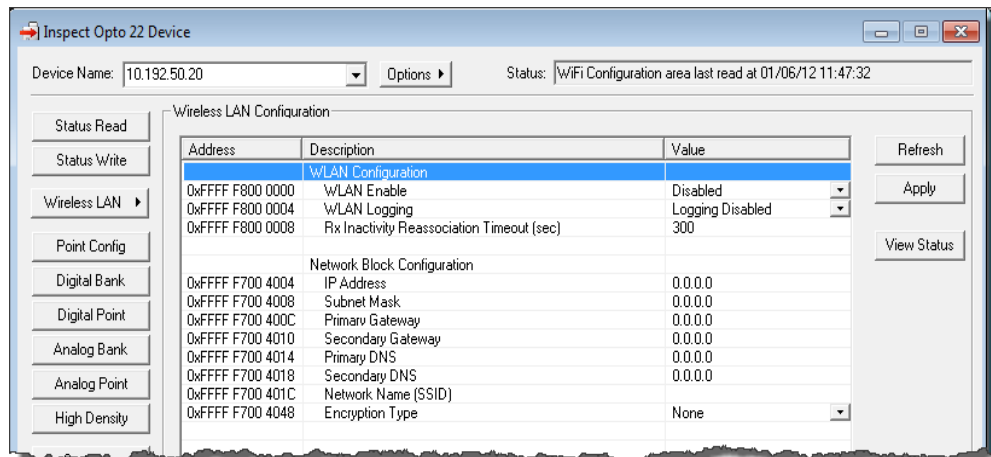 Inspect Opto 22 Device
Device Name: 10.192.50.20 Options Status: WiFi Configuration area last read at 01/06/12 11:47:32
Wireless LAN Configuration
Status Read
Status Write
Wireless LAN
Point Config
Digital Bank
Digital Point
Analog Bank
Analog Point
High Density
Address Description Value
WLAN Configuration
0xFFFF F800 0000 WLAN Enable Disabled
0xFFFF F800 0004 WLAN Logging Logging Disabled
0xFFFF F800 0008 Rx Inactivity Reassociation Timeout (sec) 300
Network Block Configuration
0xFFFF F700 4004 IP Address 0.0.0.0
0xFFFF F700 4008 Subnet Mask 0.0.0.0
0xFFFF F700 400C Primary Gateway 0.0.0.0
0xFFFF F700 4010 Secondary Gateway 0.0.0.0
0xFFFF F700 4014 Primary DNS 0.0.0.0
0xFFFF F700 4018 Secondary DNS 0.0.0.0
0xFFFF F700 401C Network Name (SSID)
0xFFFF F700 4048 Encryption Type None
Refresh
Apply
View Status